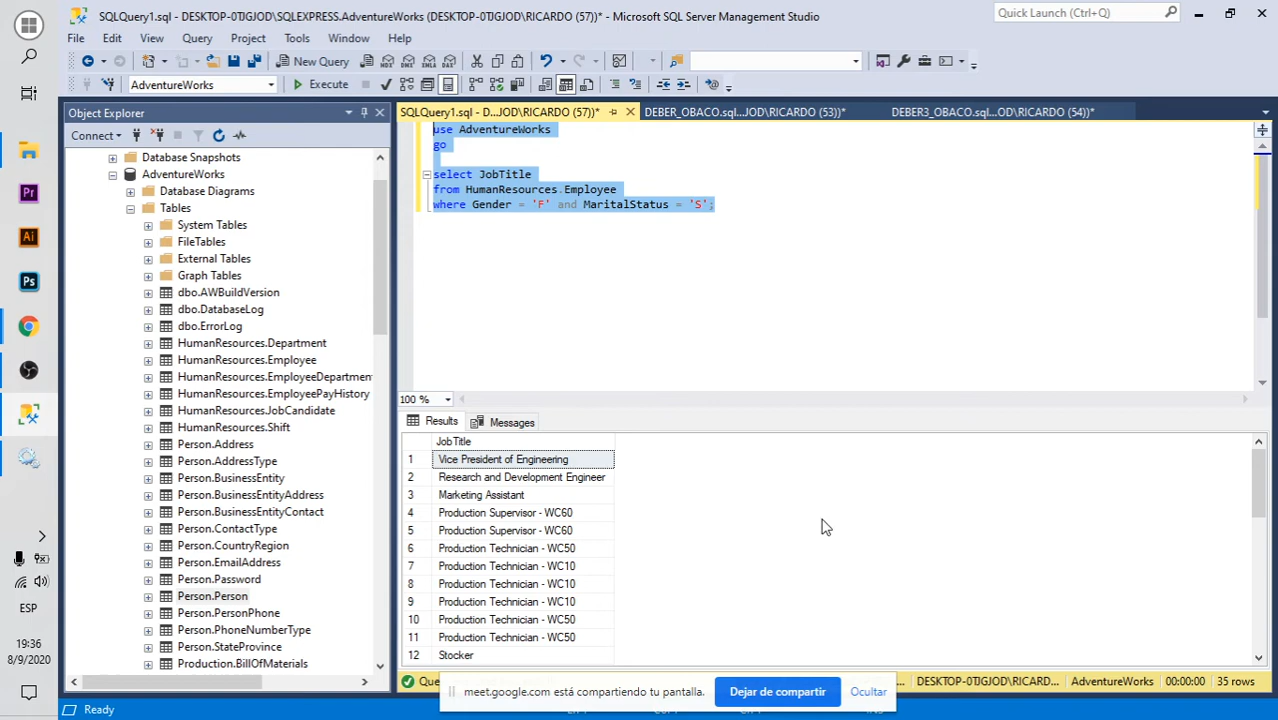 SQLQuery1.sql - DESKTOP-0TIGJOD\SQLEXPRESS.AdventureWorks (DESKTOP-0TIGJOD\RICARDO (57))* - Microsoft SQL Server Management Studio
Quick Launch (Ctrl+Q)
File Edit View Query Project Tools Window Help
New Query
AdventureWorks Execute
Object Explorer
Connect
Database Snapshots
AdventureWorks
Database Diagrams
Tables
System Tables
FileTables
External Tables
Graph Tables
dbo.AWBuildVersion
dbo.DatabaseLog
dbo.ErrorLog
HumanResources.Department
HumanResources.Employee
HumanResources.EmployeeDepartmen
HumanResources.EmployeePayHistory
HumanResources.JobCandidate
HumanResources.Shift
Person.Address
Person.AddressType
Person.BusinessEntity
Person.BusinessEntityAddress
Person.BusinessEntityContact
Person.ContactType
Person.CountryRegion
Person.EmailAddress
Person.Password
Person.Person
Person.PersonPhone
Person.PhoneNumberType
Person.StateProvince
Production.BillOfMaterials
SQLQuery1.sql - D...JOD\RICARDO (57))* DEBER_OBACO.sql...JOD\RICARDO (53))* DEBER3_OBACO.sql...OD\RICARDO (54))*
use AdventureWorks
go
select JobTitle
from HumanResources.Employee
where Gender = 'F' and MaritalStatus = 'S';
100 %
Results Messages
JobTitle
1 Vice President of Engineering
2 Research and Development Engineer
3 Marketing Assistant
4 Production Supervisor - WC60
5 Production Supervisor - WC60
6 Production Technician - WC50
7 Production Technician - WC10
8 Production Technician - WC10
9 Production Technician - WC10
10 Production Technician - WC50
11 Production Technician - WC50
12 Stocker
... DESKTOP-0TIGJOD\RICARD... AdventureWorks 00:00:00 35 rows
meet.google.com está compartiendo tu pantalla. Dejar de compartir Ocultar
Ready
Pr
Ai
Ps
ESP
19:36
8/9/2020